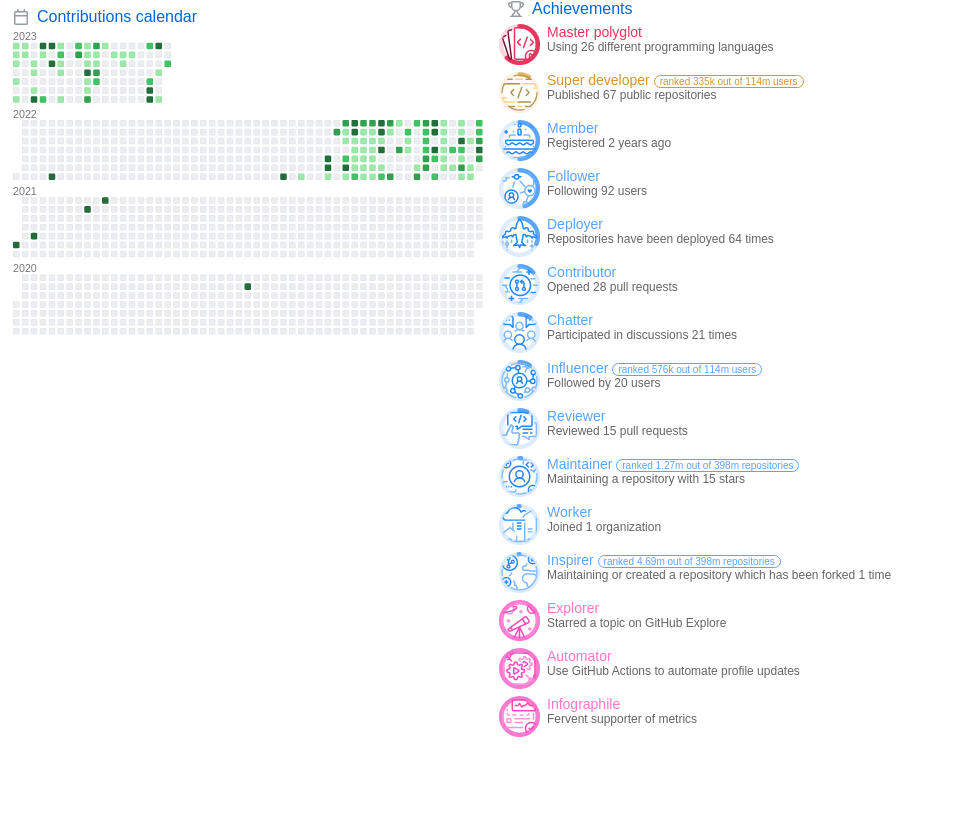 Contributions calendar
2023
2022
2021
2020
Achievements
Master polyglot
Using 26 different programming languages
Super developer ranked 335k out of 114m users
Published 67 public repositories
Member
Registered 2 years ago
Follower
Following 92 users
Deployer
Repositories have been deployed 64 times
Contributor
Opened 28 pull requests
Chatter
Participated in discussions 21 times
Influencer ranked 576k out of 114m users
Followed by 20 users
Reviewer
Reviewed 15 pull requests
Maintainer ranked 1.27m out of 398m repositories
Maintaining a repository with 15 stars
Worker
Joined 1 organization
Inspirer ranked 4.69m out of 398m repositories
Maintaining or created a repository which has been forked 1 time
Explorer
Starred a topic on GitHub Explore
Automator
Use GitHub Actions to automate profile updates
Infographile
Fervent supporter of metrics